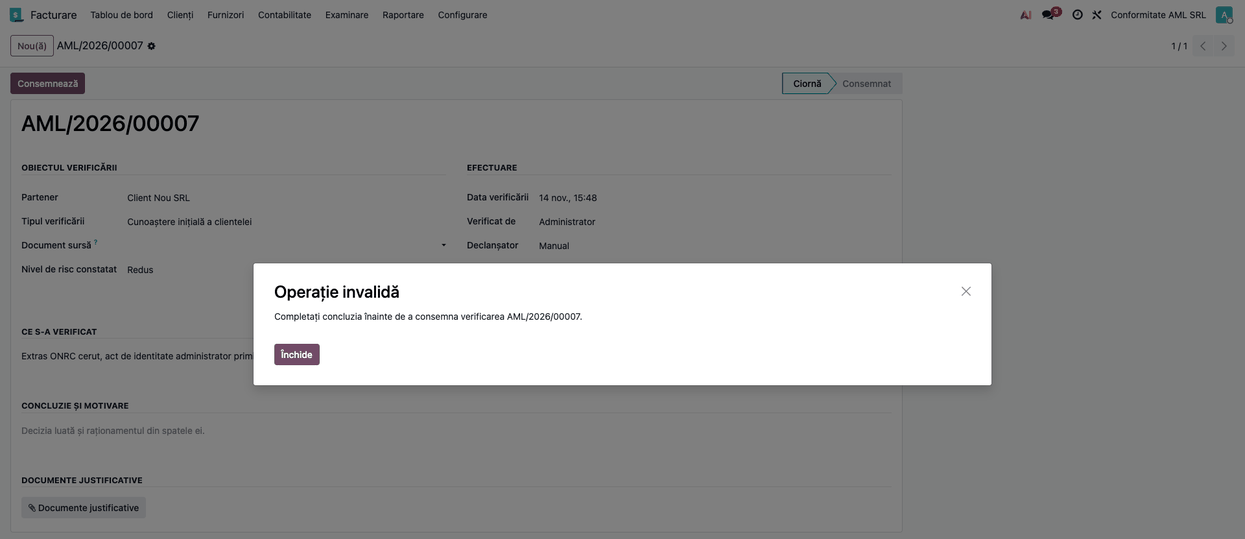 Facturare Tablou de bord Clienți Furnizori Contabilitate Examinare Raportare Configurare 3 Conformitate AML SRL A
Nou(ă) AML/2026/00007 1 / 1
Consemnează Ciornă Consemnat
AML/2026/00007
OBIECTUL VERIFICĂRII EFECTUARE
Partener Client Nou SRL Data verificării 14 nov., 15:48
Tipul verificării Cunoaștere inițială a clientelei Verificat de Administrator
Document sursă ? Declanșator Manual
Nivel de risc constatat Redus
Operație invalidă
Completați concluzia înainte de a consemna verificarea AML/2026/00007.
Închide
CE S-A VERIFICAT
Extras ONRC cerut, act de identitate administrator
CONCLUZIE ȘI MOTIVARE
Decizia luată și raționamentul din spatele ei.
DOCUMENTE JUSTIFICATIVE
Documente justificative